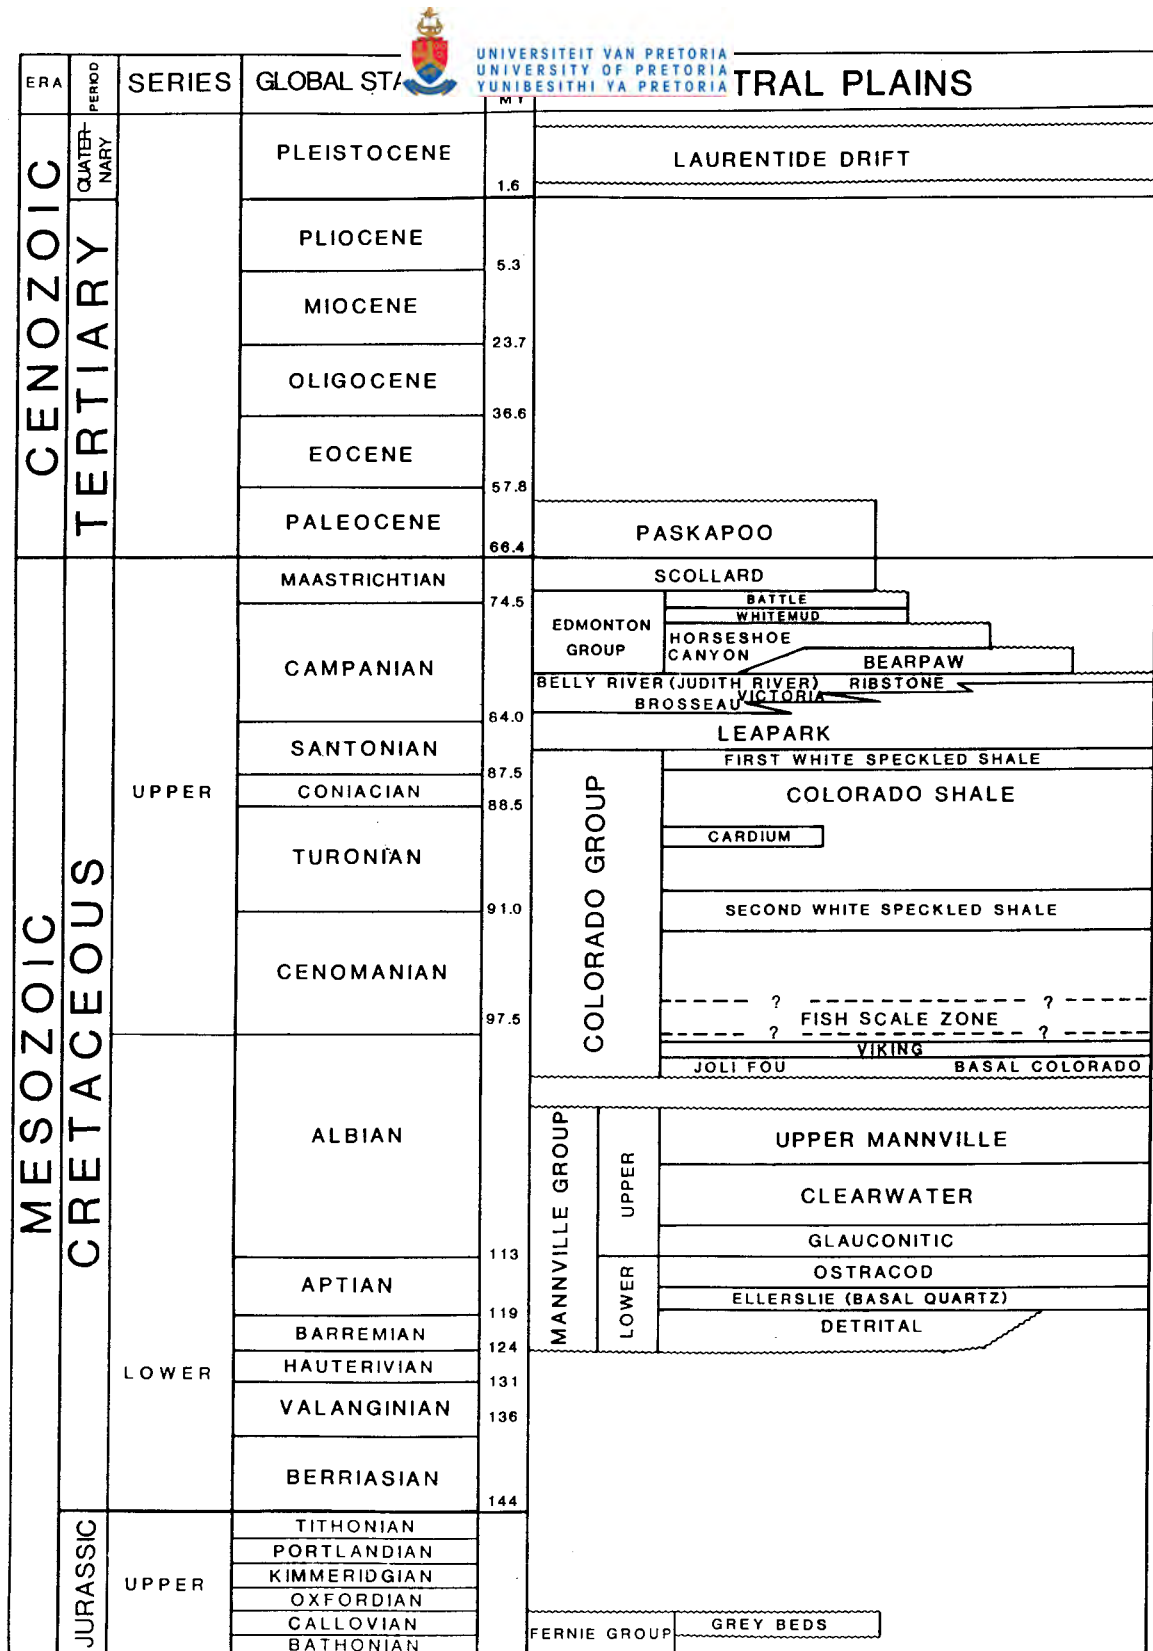 UNIVERSITEIT VAN PRETORIA
UNIVERSITY OF PRETORIA
YUNIBESITHI YA PRETORIA
ERA
PERIOD
SERIES
GLOBAL STA
MY
TRAL PLAINS
CENOZOIC
QUATER-
NARY
PLEISTOCENE
1.6
LAURENTIDE DRIFT
TERTIARY
PLIOCENE
5.3
MIOCENE
23.7
OLIGOCENE
36.6
EOCENE
57.8
PALEOCENE
66.4
PASKAPOO
MESOZOIC
CRETACEOUS
UPPER
MAASTRICHTIAN
74.5
SCOLLARD
EDMONTON
GROUP
BATTLE
WHITEMUD
HORSESHOE
CANYON
BEARPAW
CAMPANIAN
84.0
BELLY RIVER (JUDITH RIVER) RIBSTONE
VICTORIA
BROSSEAU
LEAPARK
SANTONIAN
87.5
COLORADO GROUP
FIRST WHITE SPECKLED SHALE
CONIACIAN
88.5
COLORADO SHALE
CARDIUM
TURONIAN
91.0
SECOND WHITE SPECKLED SHALE
CENOMANIAN
97.5
? ?
FISH SCALE ZONE
? ?
VIKING
JOLI FOU BASAL COLORADO
LOWER
ALBIAN
113
MANNVILLE GROUP
UPPER
UPPER MANNVILLE
CLEARWATER
GLAUCONITIC
APTIAN
119
LOWER
OSTRACOD
ELLERSLIE (BASAL QUARTZ)
BARREMIAN
124
DETRITAL
HAUTERIVIAN
131
VALANGINIAN
136
BERRIASIAN
144
JURASSIC
UPPER
TITHONIAN
PORTLANDIAN
KIMMERIDGIAN
OXFORDIAN
CALLOVIAN
BATHONIAN
FERNIE GROUP
GREY BEDS